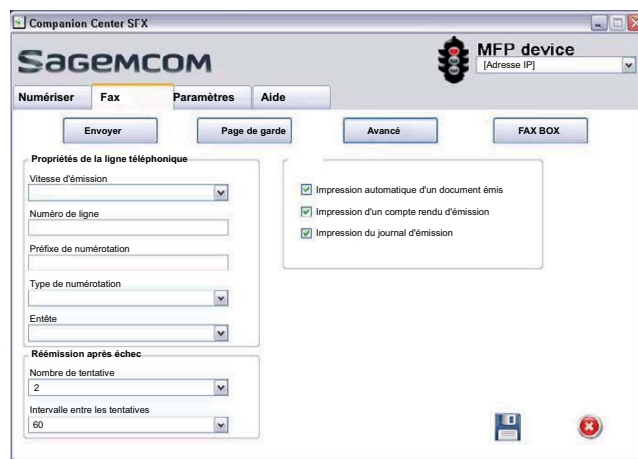 Companion Center SFX
SAGEMCOM
MFP device
[Adresse IP]
Numériser Fax Paramètres Aide
Envoyer Page de garde Avancé FAX BOX
Propriétés de la ligne téléphonique
Vitesse d'émission
Numéro de ligne
Préfixe de numérotation
Type de numérotation
Entête
Impression automatique d'un document émis
Impression d'un compte rendu d'émission
Impression du journal d'émission
Réémission après échec
Nombre de tentative
2
Intervalle entre les tentatives
60